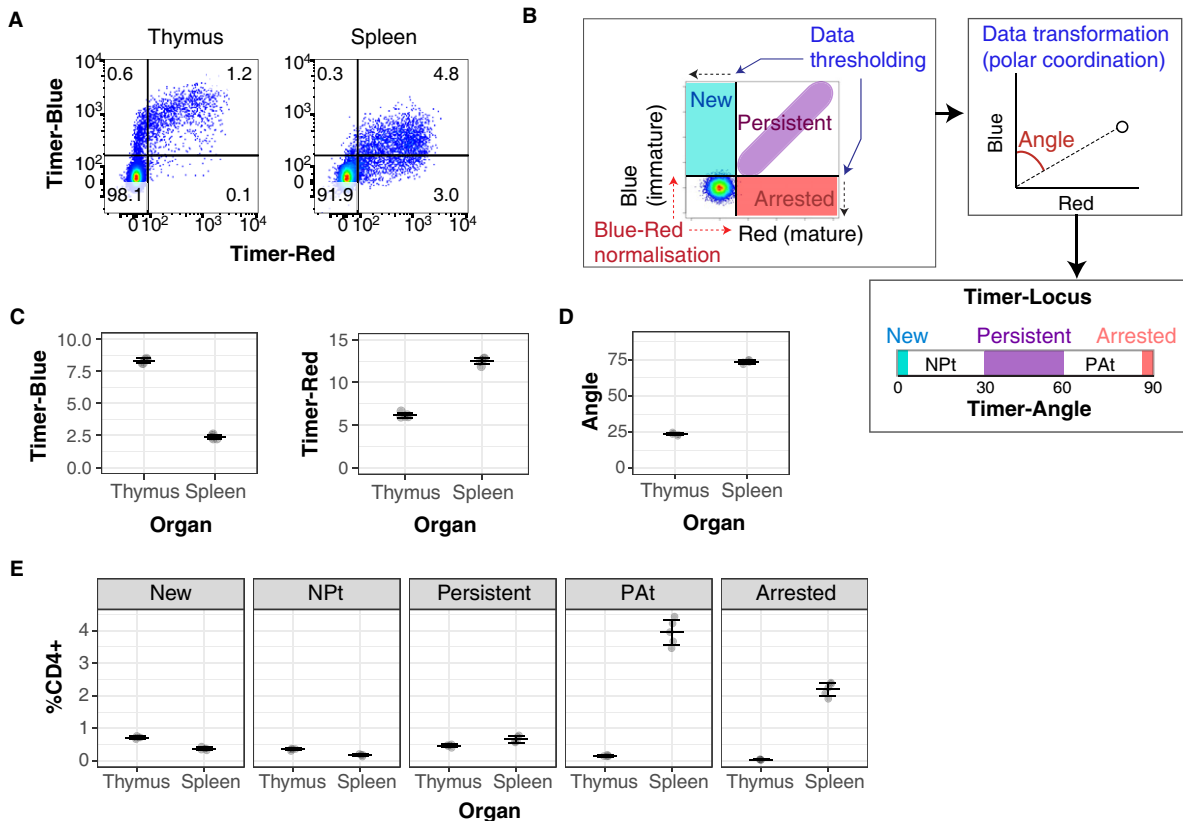 A
Thymus
Spleen
Timer-Blue
10⁴
10³
10²
0
0.6
1.2
98.1
0.1
0.3
4.8
91.9
3.0
0 10² 10³ 10⁴
0 10² 10³ 10⁴
Timer-Red
B
Data
thresholding
New
Persistent
Arrested
Blue
(immature)
Blue-Red
normalisation
Red (mature)
Data transformation
(polar coordination)
Blue
Angle
Red
Timer-Locus
New
Persistent
Arrested
NPt
PAt
0 30 60 90
Timer-Angle
C
Timer-Blue
10.0
7.5
5.0
2.5
0.0
Thymus Spleen
Organ
Timer-Red
15
10
5
0
Thymus Spleen
Organ
D
Angle
75
50
25
0
Thymus Spleen
Organ
E
New
NPt
Persistent
PAt
Arrested
%CD4+
4
3
2
1
0
Thymus Spleen
Thymus Spleen
Thymus Spleen
Thymus Spleen
Thymus Spleen
Organ